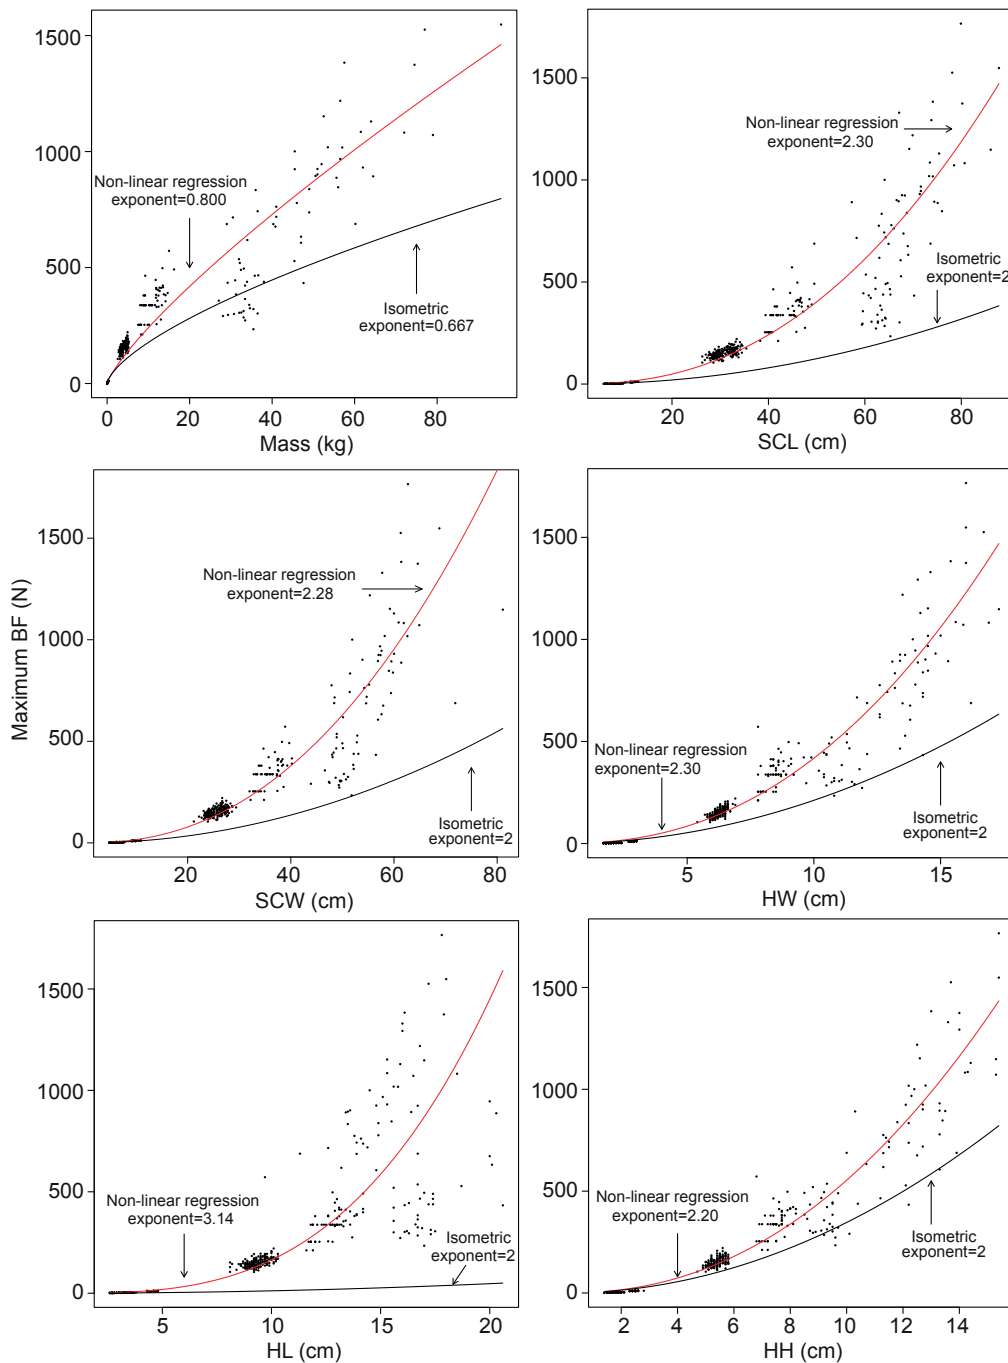 1500
1000
500
0
Non-linear regression
exponent=0.800
Isometric
exponent=0.667
0
20
40
60
80
Mass (kg)
1500
1000
500
0
Non-linear regression
exponent=2.30
Isometric
exponent=2
20
40
60
80
SCL (cm)
Maximum BF (N)
1500
1000
500
0
Non-linear regression
exponent=2.28
Isometric
exponent=2
20
40
60
80
SCW (cm)
1500
1000
500
0
Non-linear regression
exponent=2.30
Isometric
exponent=2
5
10
15
HW (cm)
1500
1000
500
0
Non-linear regression
exponent=3.14
Isometric
exponent=2
5
10
15
20
HL (cm)
1500
1000
500
0
Non-linear regression
exponent=2.20
Isometric
exponent=2
2
4
6
8
10
12
14
HH (cm)